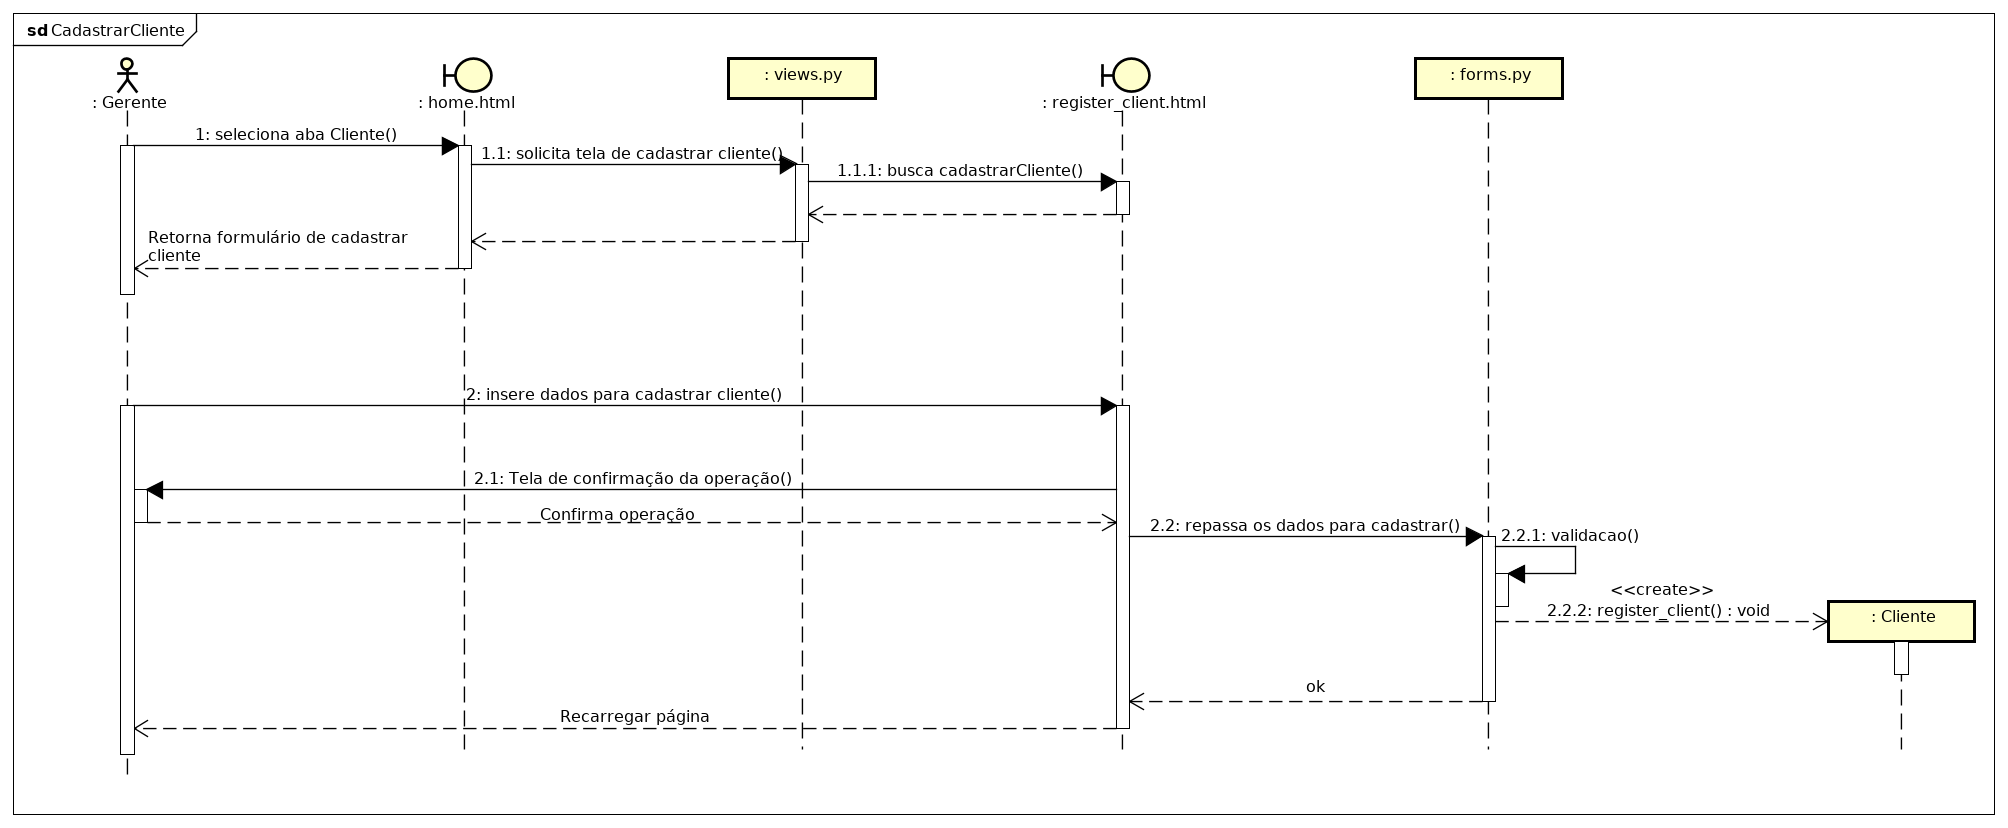 sd CadastrarCliente
: Gerente
: home.html
: views.py
: register_client.html
: forms.py
1: seleciona aba Cliente()
1.1: solicita tela de cadastrar cliente()
1.1.1: busca cadastrarCliente()
Retorna formulário de cadastrar
cliente
2: insere dados para cadastrar cliente()
2.1: Tela de confirmação da operação()
Confirma operação
2.2: repassa os dados para cadastrar()
2.2.1: validacao()
<<create>>
2.2.2: register_client() : void
: Cliente
ok
Recarregar página